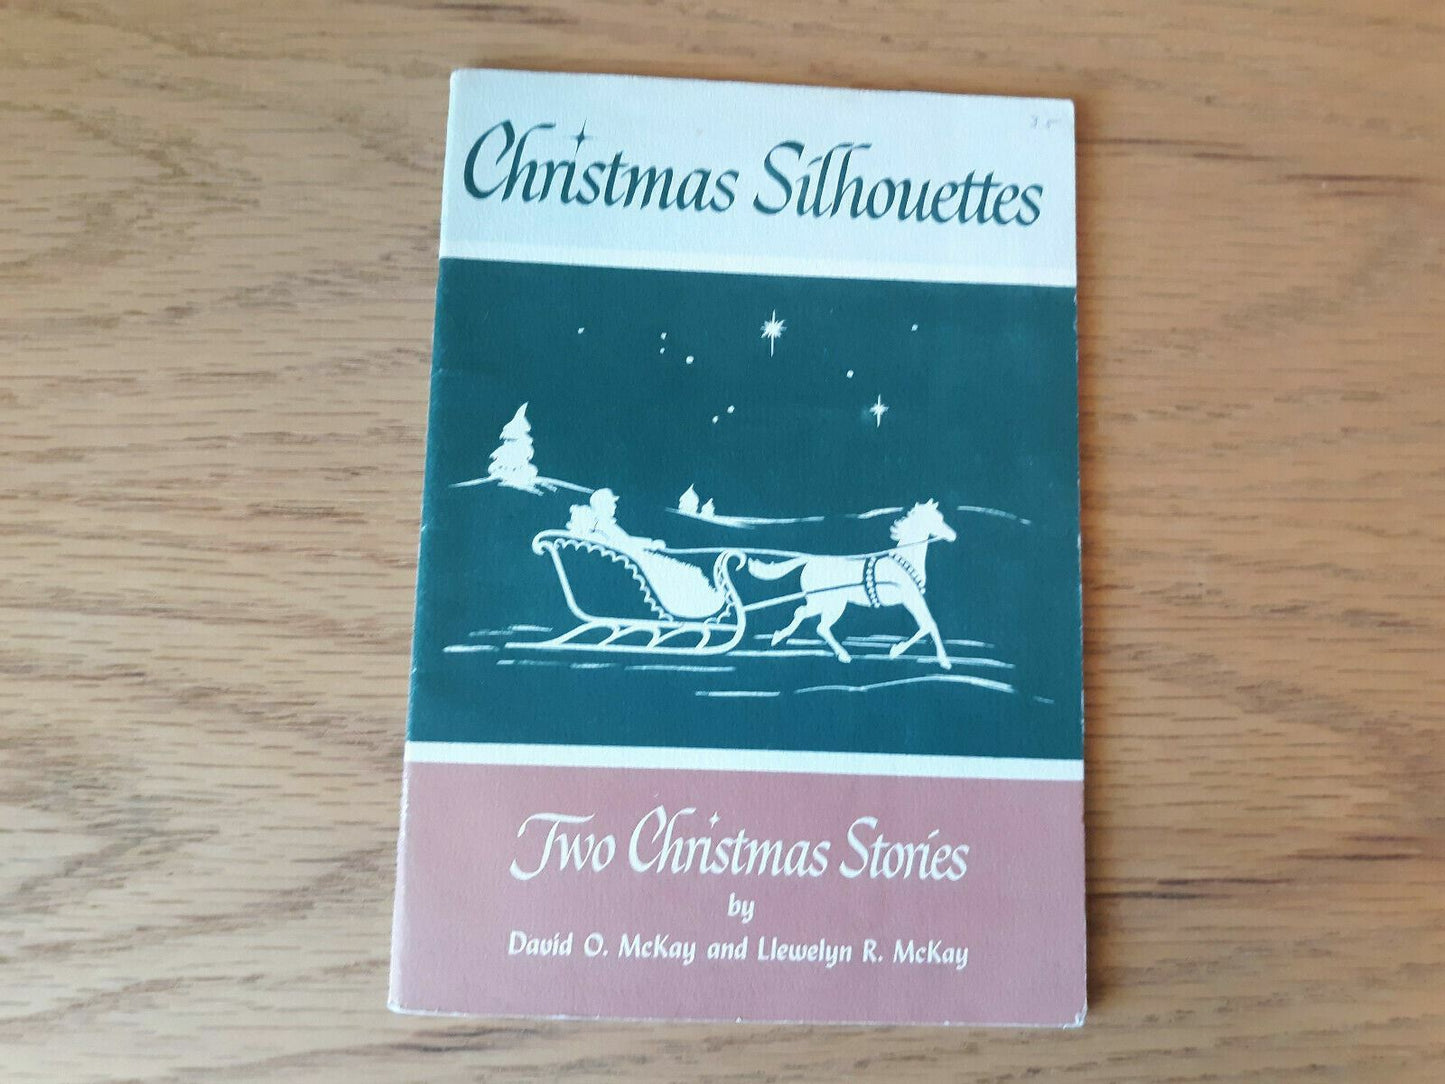 Christmas Silhouettes
Two Christmas Stories
by
David O. McKay and Llewelyn R. McKay